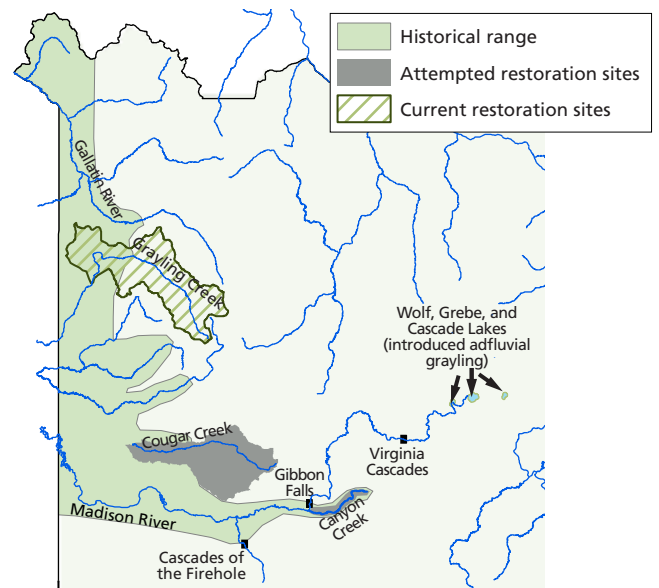 Historical range
Attempted restoration sites
Current restoration sites
Gallatin River
Grayling Creek
Wolf, Grebe, and
Cascade Lakes
(introduced adfluvial
grayling)
Cougar Creek
Virginia
Cascades
Gibbon
Falls
Canyon
Creek
Madison River
Cascades of
the Firehole